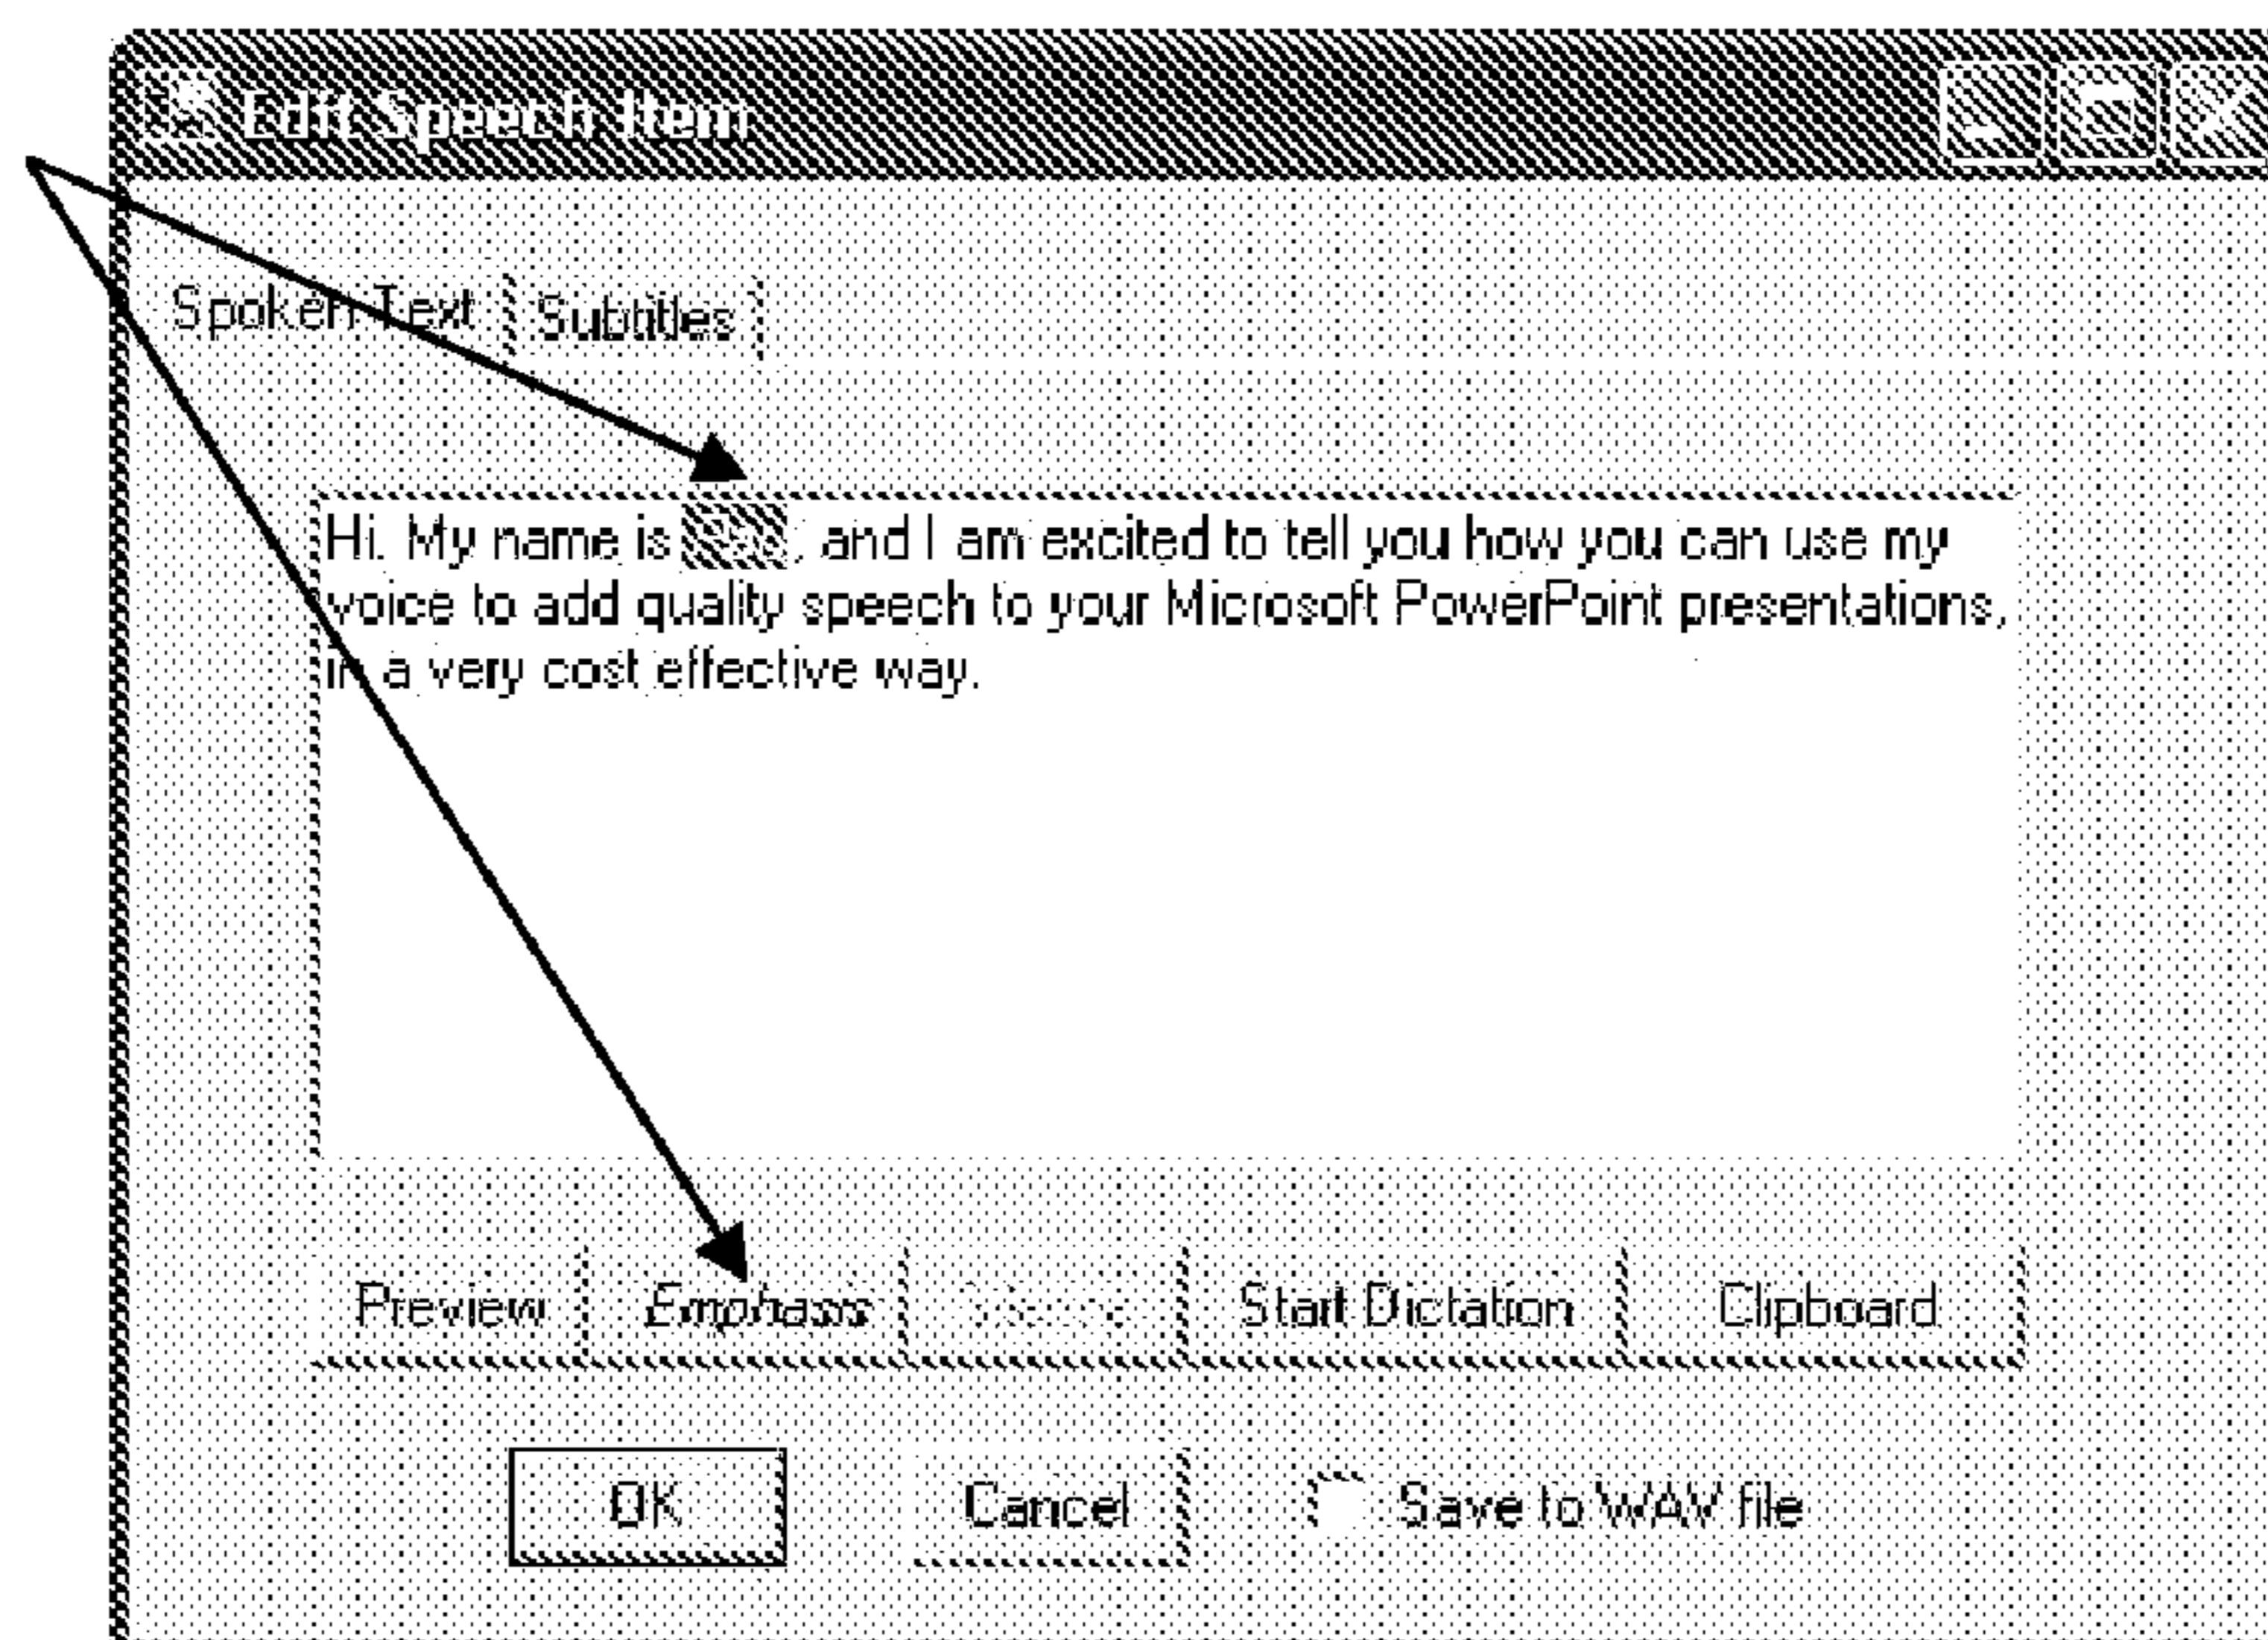 Edit Speech Item
Spoken Text Subtitles
Hi. My name is , and I am excited to tell you how you can use my
voice to add quality speech to your Microsoft PowerPoint presentations,
in a very cost effective way.
Preview Emphasis Start Dictation Clipboard
OK Cancel Save to WAV file